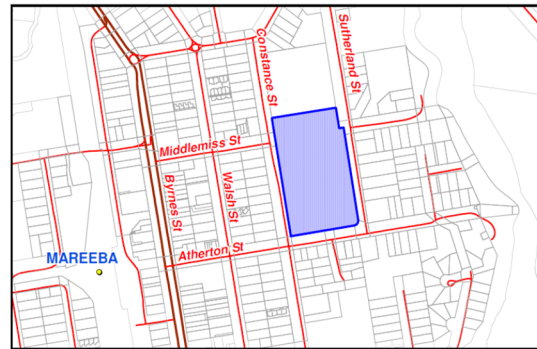 Constance St
Sutherland St
Middlemiss St
Byrnes St
Walsh St
Atherton St
MAREEBA